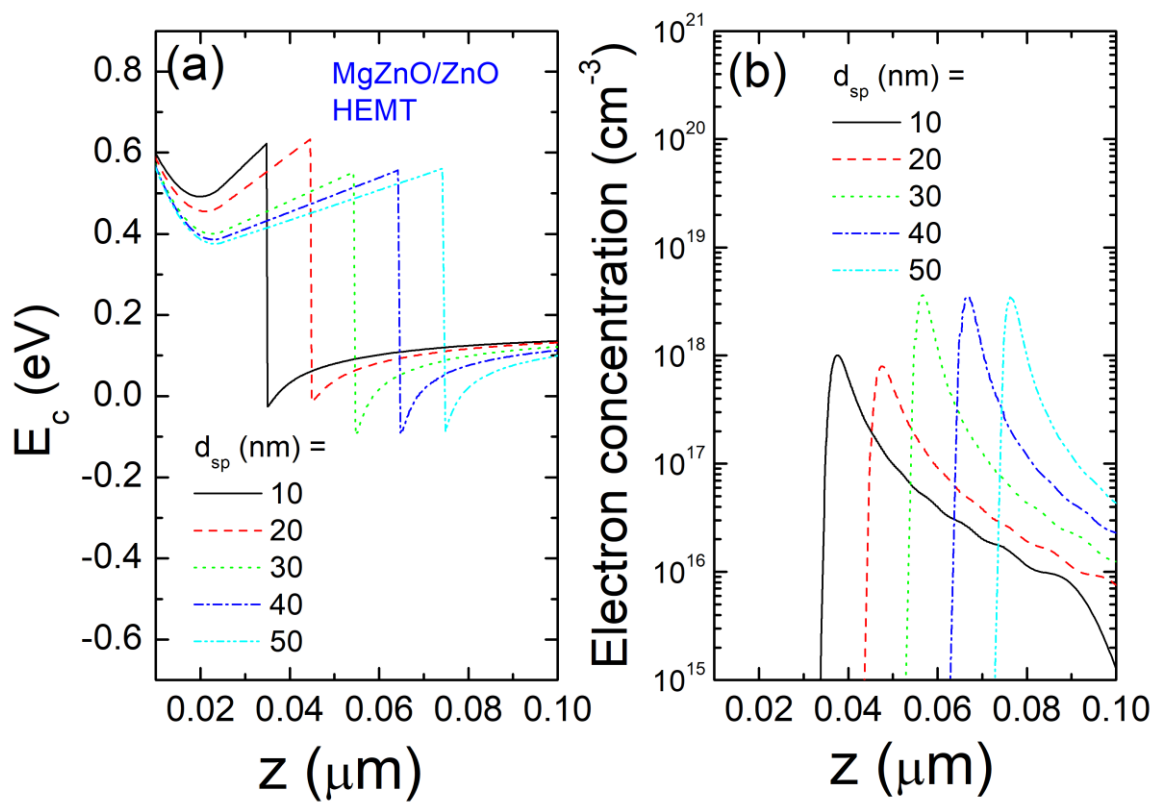 (a)
MgZnO/ZnO
HEMT
0.8
0.6
0.4
0.2
0.0
-0.2
-0.4
-0.6
E_c (eV)
d_sp (nm) =
10
20
30
40
50
0.02 0.04 0.06 0.08 0.10
z (μm)
(b)
d_sp (nm) =
10
20
30
40
50
10^21
10^20
10^19
10^18
10^17
10^16
10^15
Electron concentration (cm^-3)
0.02 0.04 0.06 0.08 0.10
z (μm)